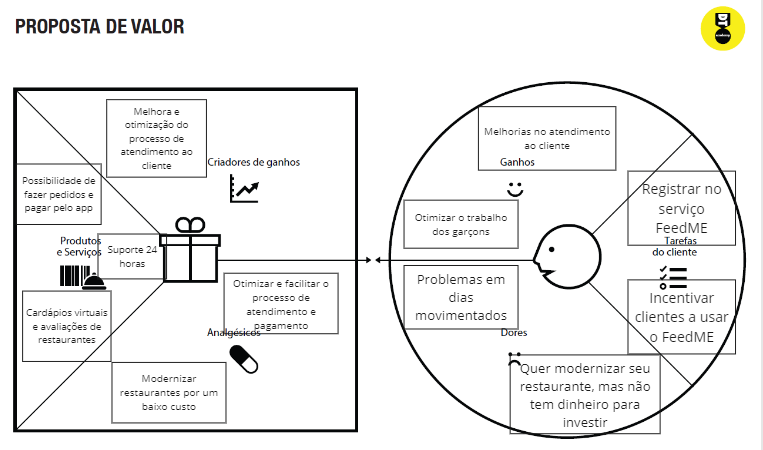 PROPOSTA DE VALOR
DT
academy
Melhora e
otimização do
processo de
atendimento ao
cliente
Criadores de ganhos
Possibilidade de
fazer pedidos e
pagar pelo app
Produtos
e Serviços
Suporte 24
horas
Cardápios virtuais
e avaliações de
restaurantes
Otimizar e facilitar o
processo de
atendimento e
pagamento
Analgésicos
Modernizar
restaurantes por um
baixo custo
Melhorias no atendimento
ao cliente
Ganhos
Otimizar o trabalho
dos garçons
Registrar no
serviço
FeedME
Tarefas
do cliente
Problemas em
dias
movimentados
Incentivar
clientes a usar
o FeedME
Dores
Quer modernizar seu
restaurante, mas não
tem dinheiro para
investir